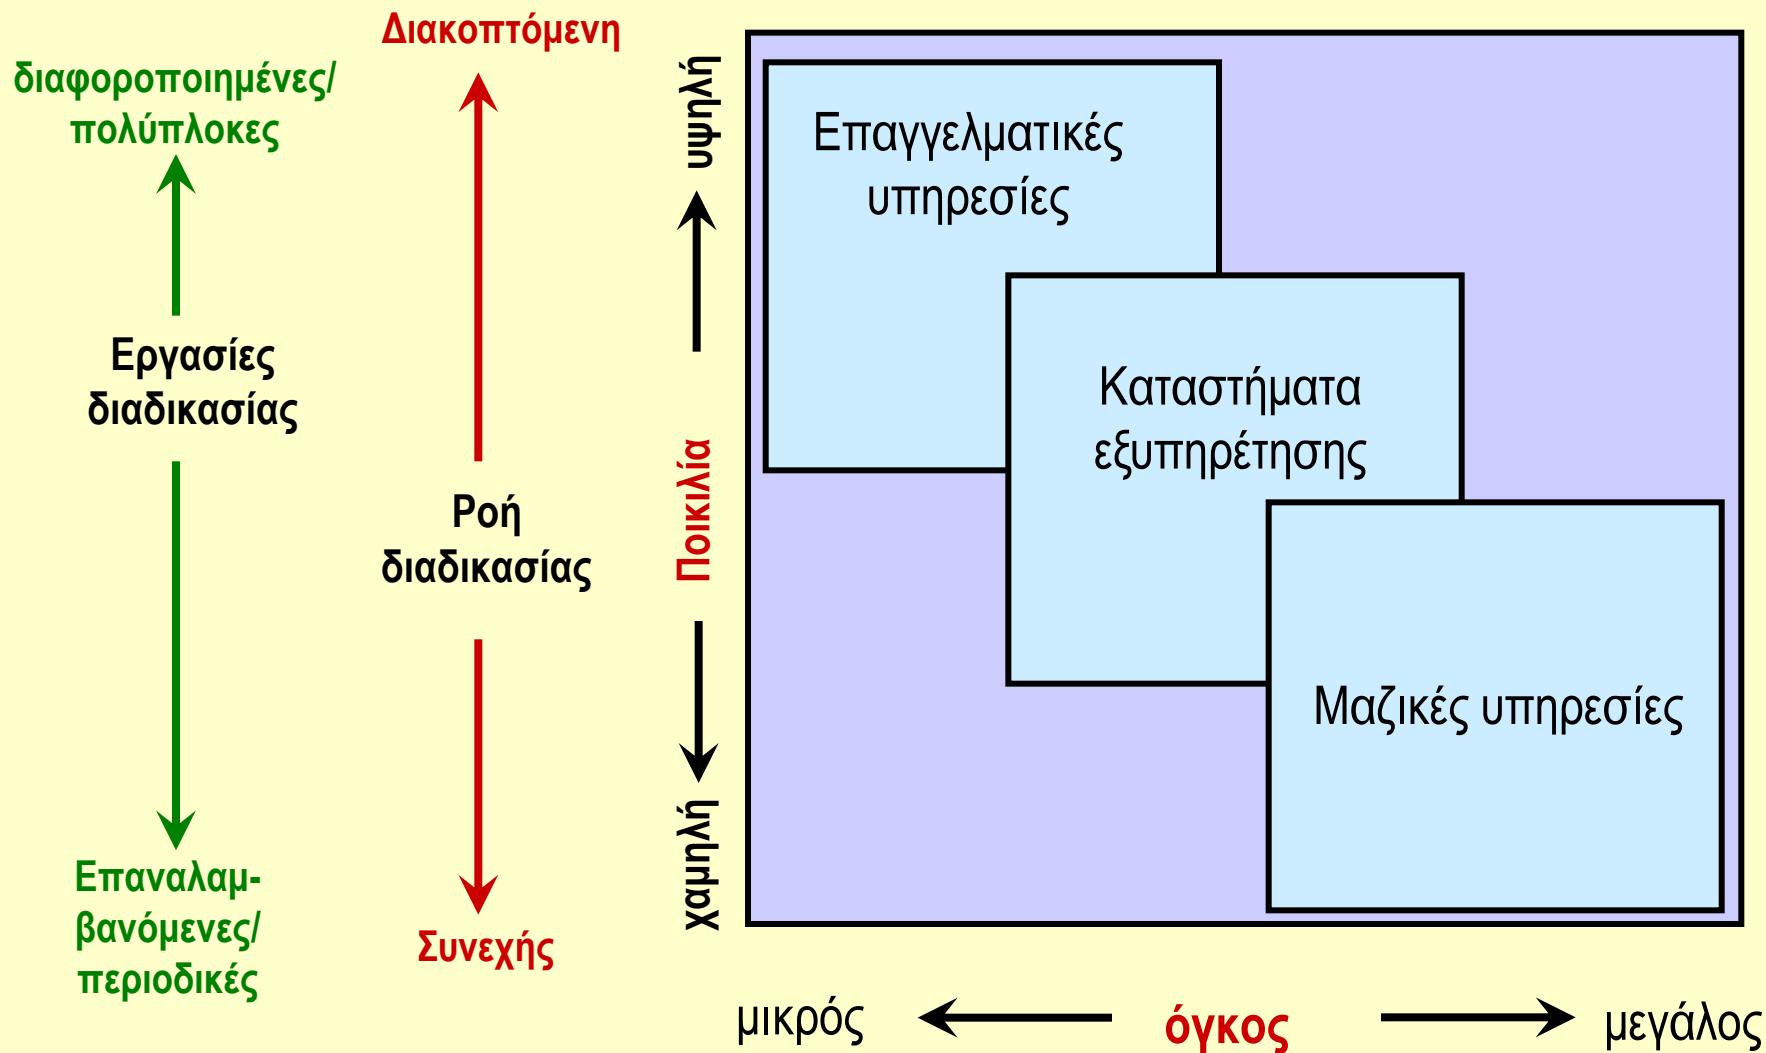 διαφοροποιημένες/
πολύπλοκες
Εργασίες
διαδικασίας
Επαναλαμ-
βανόμενες/
περιοδικές
Διακοπτόμενη
Ροή
διαδικασίας
Συνεχής
υψηλή
Ποικιλία
χαμηλή
Επαγγελματικές
υπηρεσίες
Καταστήματα
εξυπηρέτησης
Μαζικές υπηρεσίες
μικρός
όγκος
μεγάλος